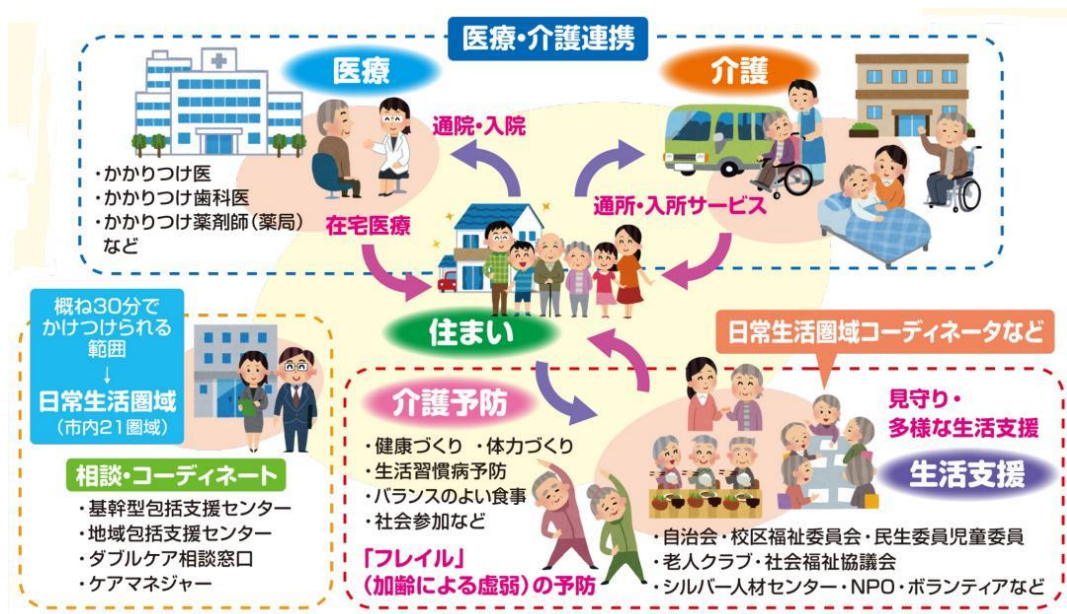 医療・介護連携
医療
介護
通院・入院
・かかりつけ医
・かかりつけ歯科医
・かかりつけ薬剤師(薬局)
など
在宅医療
通所・入所サービス
住まい
概ね30分で
かけつけられる
範囲
↓
日常生活圏域
(市内21圏域)
相談・コーディネート
・基幹型包括支援センター
・地域包括支援センター
・ダブルケア相談窓口
・ケアマネジャー
介護予防
・健康づくり ・体力づくり
・生活習慣病予防
・バランスのよい食事
・社会参加など
「フレイル」
(加齢による虚弱)の予防
日常生活圏域コーディネータなど
見守り・
多様な生活支援
生活支援
・自治会・校区福祉委員会・民生委員児童委員
・老人クラブ・社会福祉協議会
・シルバー人材センター・NPO・ボランティアなど